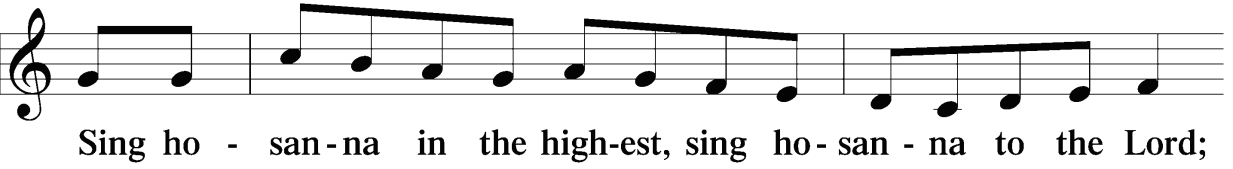 Sing ho - san - na in the high-est, sing ho - san - na to the Lord;